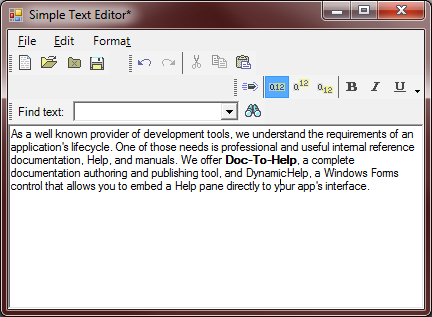 Simple Text Editor*
File Edit Format
0.12 0.12 0.12 B I U
Find text:
As a well known provider of development tools, we understand the requirements of an
application's lifecycle. One of those needs is professional and useful internal reference
documentation, Help, and manuals. We offer Doc-To-Help, a complete
documentation authoring and publishing tool, and DynamicHelp, a Windows Forms
control that allows you to embed a Help pane directly to your app's interface.